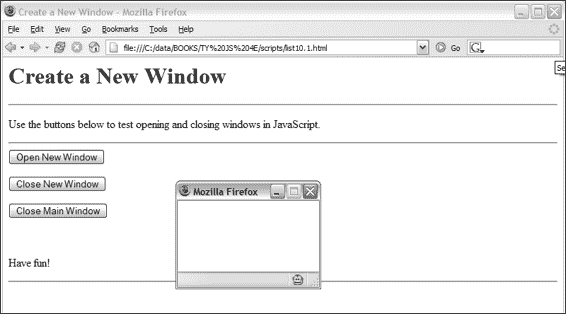 Create a New Window - Mozilla Firefox
File Edit View Go Bookmarks Tools Help
file:///C:/data/BOOKS/TY%20JS%204E/scripts/list10.1.html Go G
Se
Create a New Window
Use the buttons below to test opening and closing windows in JavaScript.
Open New Window
Close New Window
Mozilla Firefox
Close Main Window
Have fun!